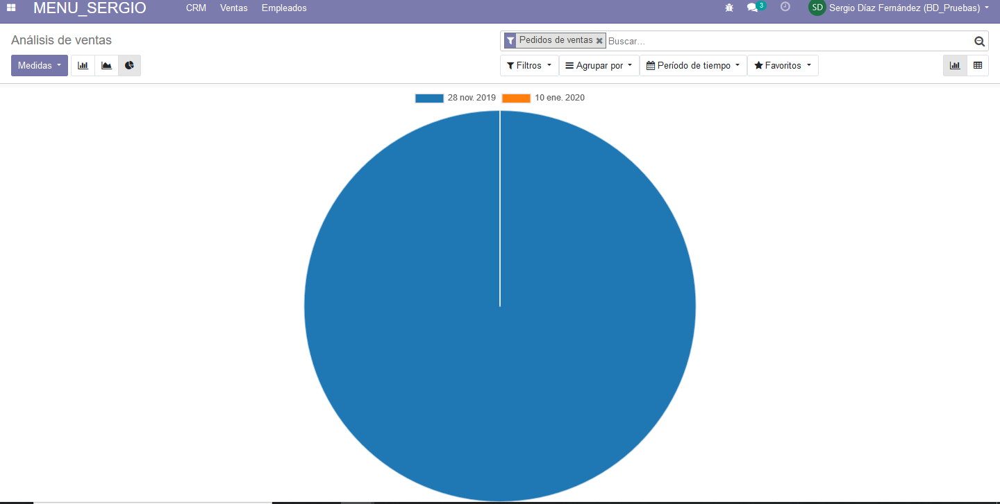 MENU_SERGIO CRM Ventas Empleados 3 SD Sergio Díaz Fernández (BD_Pruebas)
Análisis de ventas
Pedidos de ventas Buscar...
Medidas Filtros Agrupar por Período de tiempo Favoritos
28 nov. 2019 10 ene. 2020